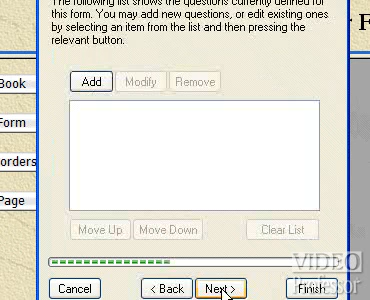 The following list shows the questions currently defined for
this form. You may add new questions, or edit existing ones
by selecting an item from the list and then pressing the
relevant button.
Add Modify Remove
Book
Form
orders
Page
Move Up Move Down Clear List
Cancel < Back Next > Finish
VIDEO
Professor